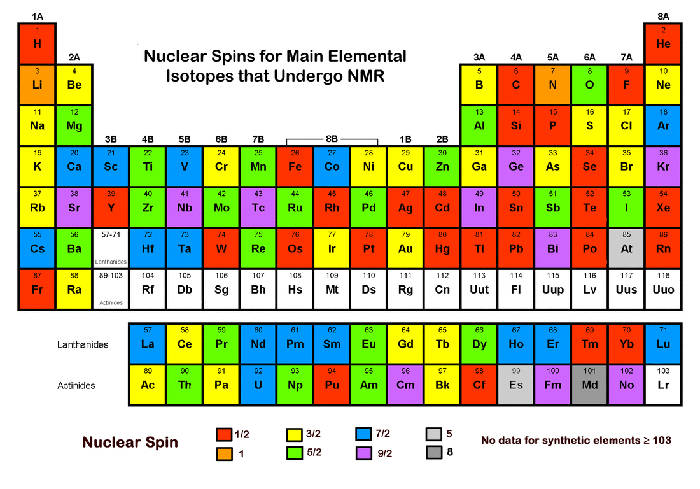 1A 8A
Nuclear Spins for Main Elemental
Isotopes that Undergo NMR
1 2
H He
2A 3A 4A 5A 6A 7A
3 4 5 6 7 8 9 10
Li Be B C N O F Ne
11 12 13 14 15 16 17 18
Na Mg Al Si P S Cl Ar
3B 4B 5B 6B 7B 8B 1B 2B
19 20 21 22 23 24 25 26 27 28 29 30 31 32 33 34 35 36
K Ca Sc Ti V Cr Mn Fe Co Ni Cu Zn Ga Ge As Se Br Kr
37 38 39 40 41 42 43 44 45 46 47 48 49 50 51 52 53 54
Rb Sr Y Zr Nb Mo Tc Ru Rh Pd Ag Cd In Sn Sb Te I Xe
55 56 57-71 72 73 74 75 76 77 78 79 80 81 82 83 84 85 86
Cs Ba Hf Ta W Re Os Ir Pt Au Hg Tl Pb Bi Po At Rn
Lanthanides
87 88 89-103 104 105 106 107 108 109 110 111 112 113 114 115 116 117 118
Fr Ra Rf Db Sg Bh Hs Mt Ds Rg Cn Uut Fl Uup Lv Uus Uuo
Actinides
57 58 59 60 61 62 63 64 65 66 67 68 69 70 71
Lanthanides La Ce Pr Nd Pm Sm Eu Gd Tb Dy Ho Er Tm Yb Lu
89 90 91 92 93 94 95 96 97 98 99 100 101 102 103
Actinides Ac Th Pa U Np Pu Am Cm Bk Cf Es Fm Md No Lr
Nuclear Spin
1/2 3/2 7/2 5
1 5/2 9/2 8
No data for synthetic elements ≥ 103